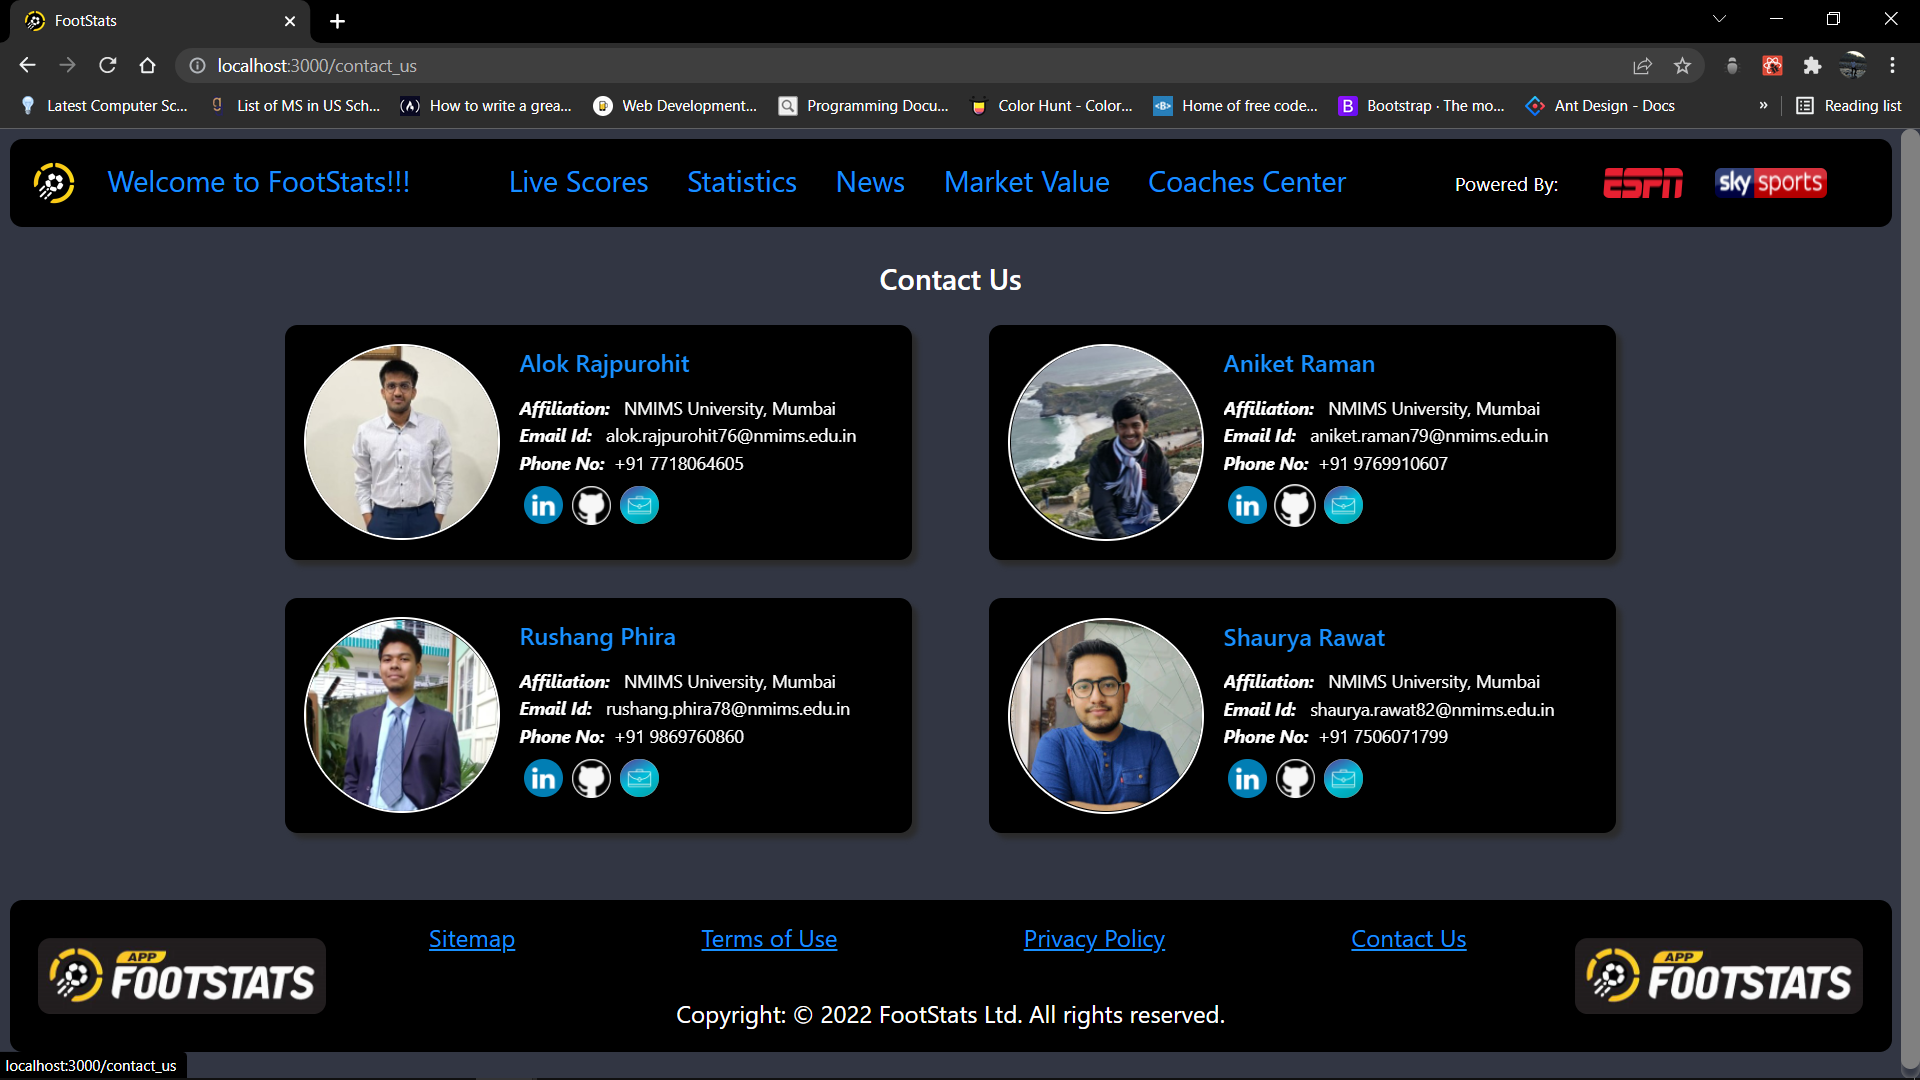 FootStats
localhost:3000/contact_us
Latest Computer Sc...
List of MS in US Sch...
How to write a grea...
Web Development...
Programming Docu...
Color Hunt - Color...
Home of free code...
Bootstrap · The mo...
Ant Design - Docs
»
Reading list
Welcome to FootStats!!!
Live Scores
Statistics
News
Market Value
Coaches Center
Powered By:
ESPN
sky sports
Contact Us
Alok Rajpurohit
Affiliation: NMIMS University, Mumbai
Email Id: alok.rajpurohit76@nmims.edu.in
Phone No: +91 7718064605
in
Aniket Raman
Affiliation: NMIMS University, Mumbai
Email Id: aniket.raman79@nmims.edu.in
Phone No: +91 9769910607
in
Rushang Phira
Affiliation: NMIMS University, Mumbai
Email Id: rushang.phira78@nmims.edu.in
Phone No: +91 9869760860
in
Shaurya Rawat
Affiliation: NMIMS University, Mumbai
Email Id: shaurya.rawat82@nmims.edu.in
Phone No: +91 7506071799
in
APP
FOOTSTATS
Sitemap
Terms of Use
Privacy Policy
Contact Us
APP
FOOTSTATS
Copyright: © 2022 FootStats Ltd. All rights reserved.
localhost:3000/contact_us